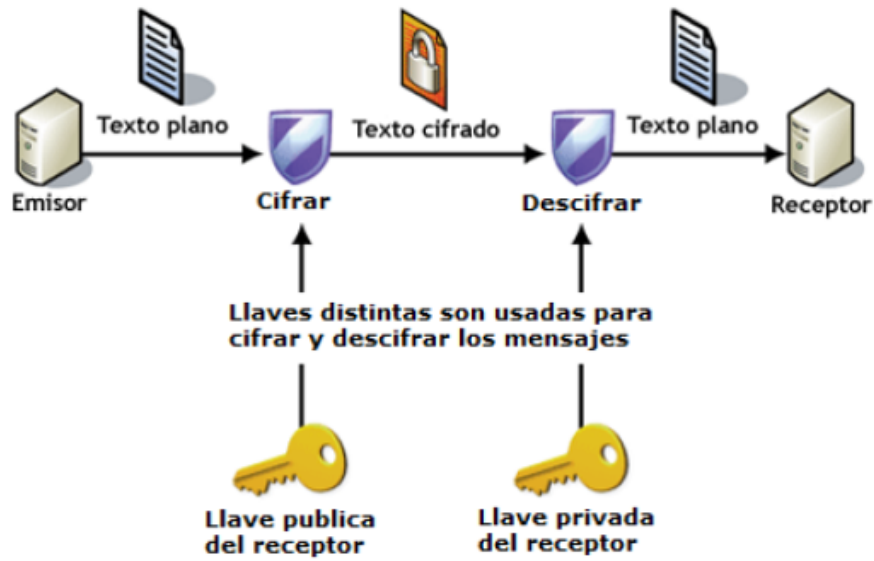 Texto plano
Texto cifrado
Texto plano
Emisor
Cifrar
Descifrar
Receptor
Llaves distintas son usadas para
cifrar y descifrar los mensajes
Llave publica
del receptor
Llave privada
del receptor